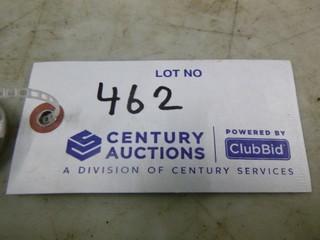 LOT NO
462
CENTURY AUCTIONS
POWERED BY
ClubBid
A DIVISION OF CENTURY SERVICES